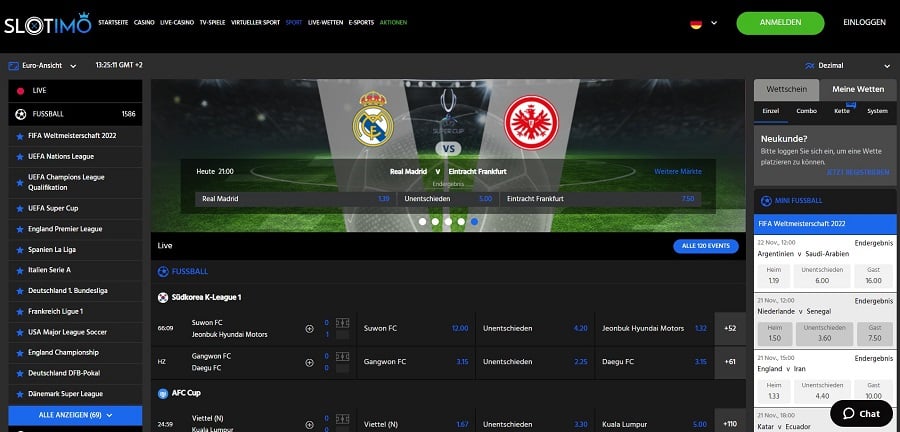 SLOTIMO
STARTSEITE CASINO LIVE-CASINO TV-SPIELE VIRTUELLER SPORT SPORT LIVE-WETTEN E-SPORTS AKTIONEN
ANMELDEN
EINLOGGEN
Euro-Ansicht
13:25:11 GMT +2
Dezimal
LIVE
FUSSBALL 1586
FIFA Weltmeisterschaft 2022
UEFA Nations League
UEFA Champions League
Qualifikation
UEFA Super Cup
England Premier League
Spanien La Liga
Italien Serie A
Deutschland 1. Bundesliga
Frankreich Ligue 1
USA Major League Soccer
England Championship
Deutschland DFB-Pokal
Dänemark Super League
ALLE ANZEIGEN (69)
SUPER CUP
VS
Heute 21:00
Real Madrid v Eintracht Frankfurt
Weitere Märkte
Endergebnis
Real Madrid 1.39 Unentschieden 5.00 Eintracht Frankfurt 7.50
Live
ALLE 120 EVENTS
FUSSBALL
Südkorea K-League 1
66:09
Suwon FC 0
Jeonbuk Hyundai Motors 1
Suwon FC 12.00 Unentschieden 4.20 Jeonbuk Hyundai Motors 1.32 +52
HZ
Gangwon FC 0
Daegu FC 0
Gangwon FC 3.15 Unentschieden 2.25 Daegu FC 3.15 +61
AFC Cup
24:59
Viettel (N) 0
Kuala Lumpur 0
Viettel (N) 1.67 Unentschieden 3.30 Kuala Lumpur 5.00 +110
Wettschein Meine Wetten
Einzel Combo Kette System
Neukunde?
Bitte loggen Sie sich ein, um eine Wette
platzieren zu können.
JETZT REGISTRIEREN
MINI FUSSBALL
FIFA Weltmeisterschaft 2022
22 Nov., 12:00 Endergebnis
Argentinien v Saudi-Arabien
Heim Unentschieden Gast
1.19 6.00 16.00
21 Nov., 12:00 Endergebnis
Niederlande v Senegal
Heim Unentschieden Gast
1.50 3.60 7.50
21 Nov., 15:00 Endergebnis
England v Iran
Heim Unentschieden Gast
1.33 4.40 10.00
21 Nov., 18:00
Katar v Ecuador
Chat